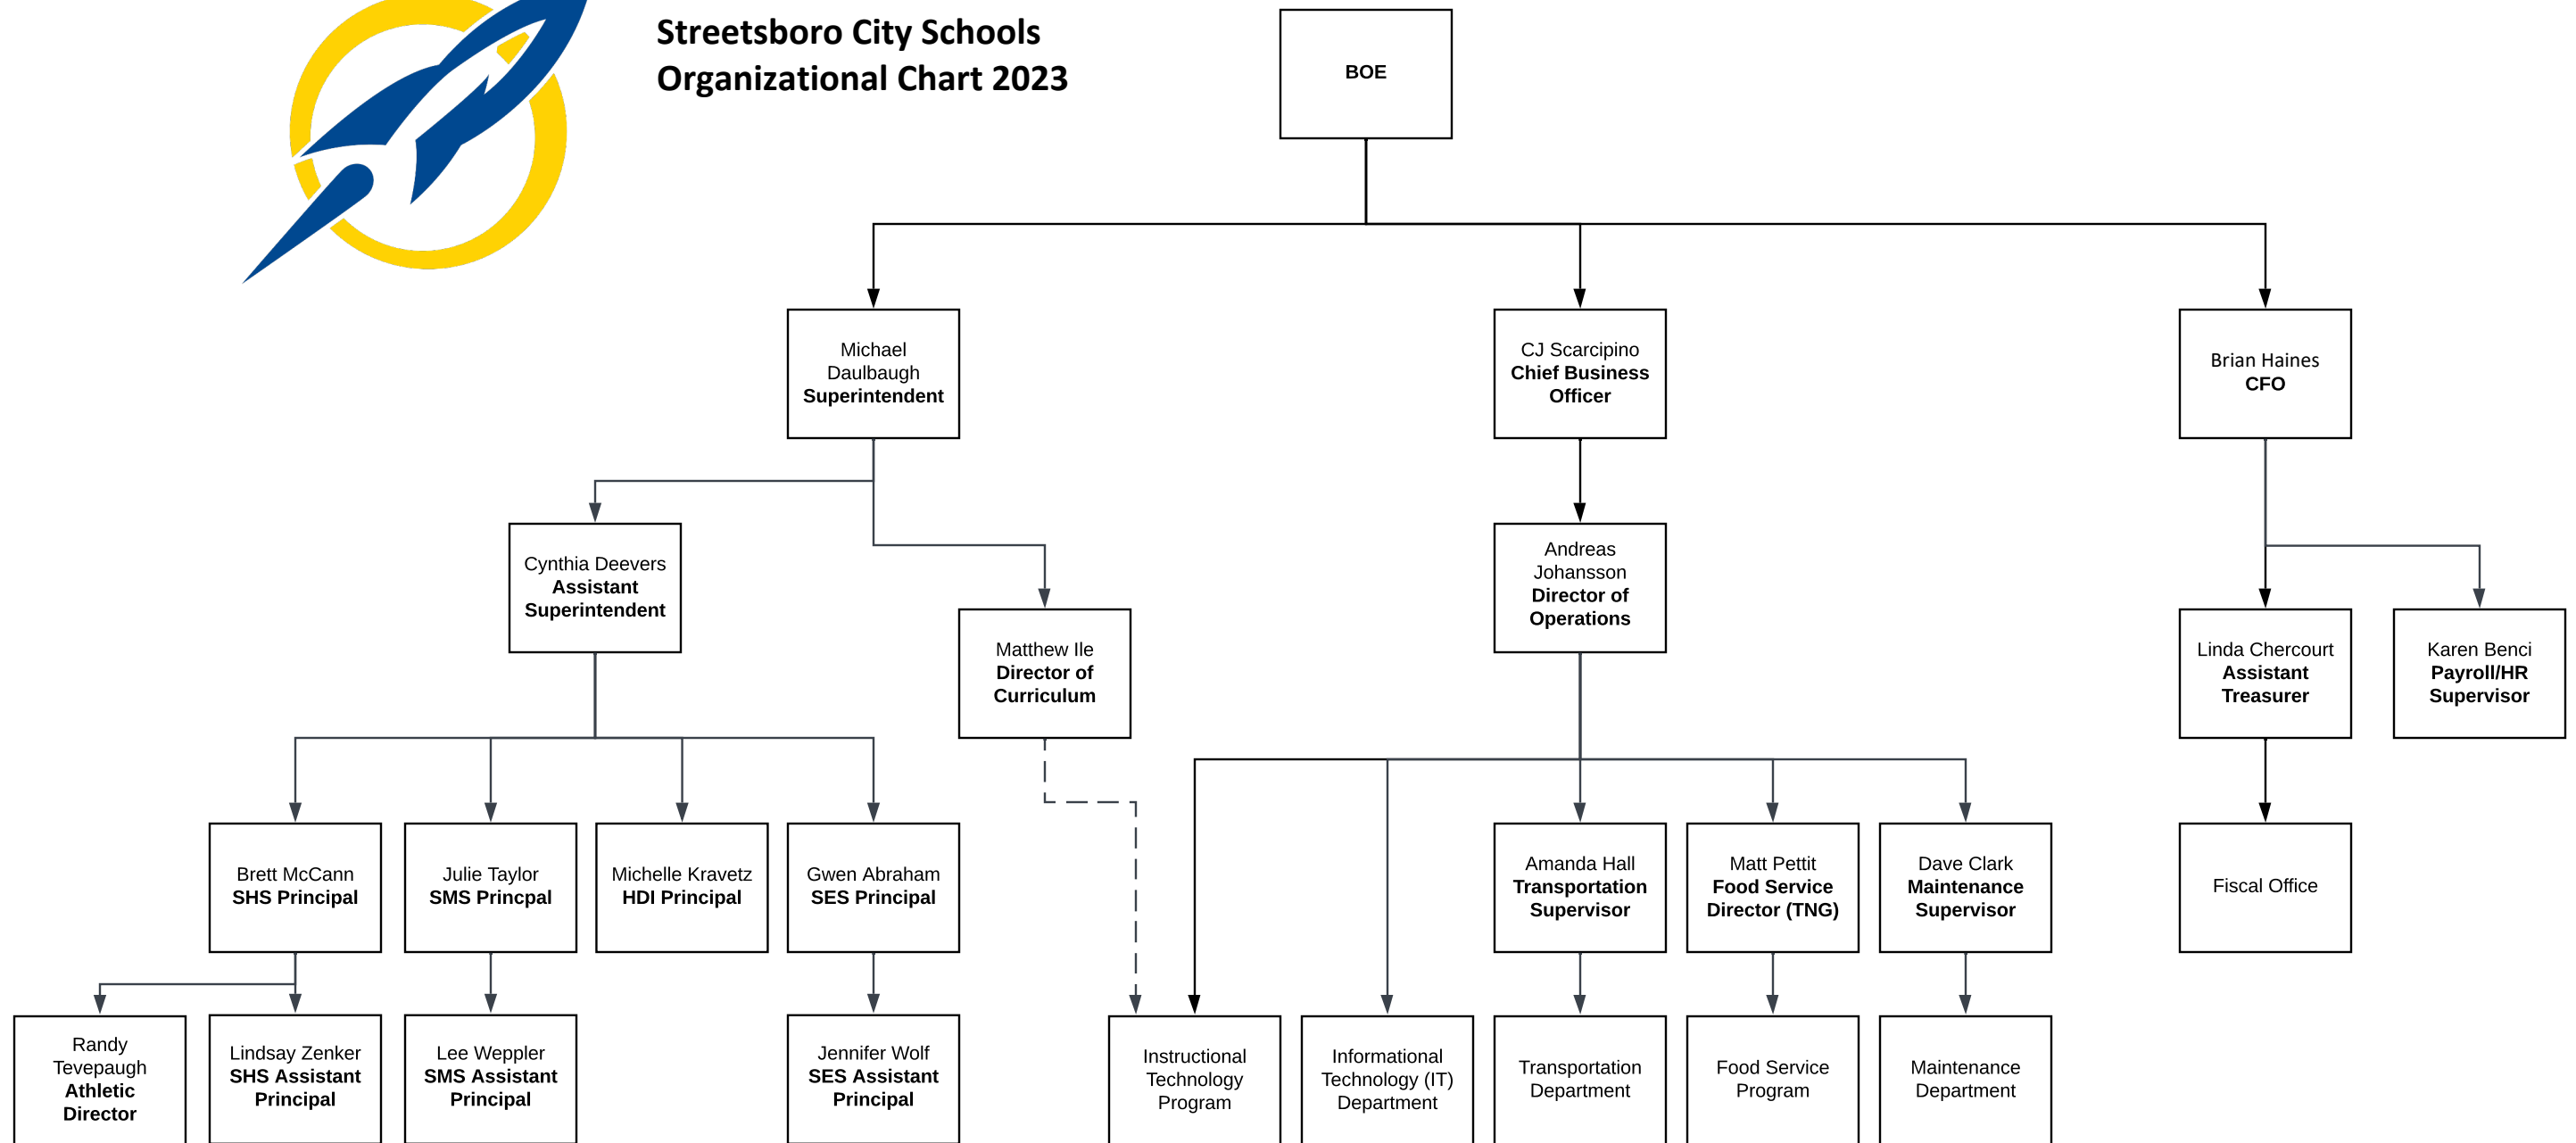 Streetsboro City Schools
Organizational Chart 2023
BOE
Michael
Daulbaugh
Superintendent
CJ Scarcipino
Chief Business
Officer
Brian Haines
CFO
Cynthia Deevers
Assistant
Superintendent
Matthew Ile
Director of
Curriculum
Andreas
Johansson
Director of
Operations
Linda Chercourt
Assistant
Treasurer
Karen Benci
Payroll/HR
Supervisor
Brett McCann
SHS Principal
Julie Taylor
SMS Princpal
Michelle Kravetz
HDI Principal
Gwen Abraham
SES Principal
Amanda Hall
Transportation
Supervisor
Matt Pettit
Food Service
Director (TNG)
Dave Clark
Maintenance
Supervisor
Fiscal Office
Randy
Tevepaugh
Athletic
Director
Lindsay Zenker
SHS Assistant
Principal
Lee Weppler
SMS Assistant
Principal
Jennifer Wolf
SES Assistant
Principal
Instructional
Technology
Program
Informational
Technology (IT)
Department
Transportation
Department
Food Service
Program
Maintenance
Department